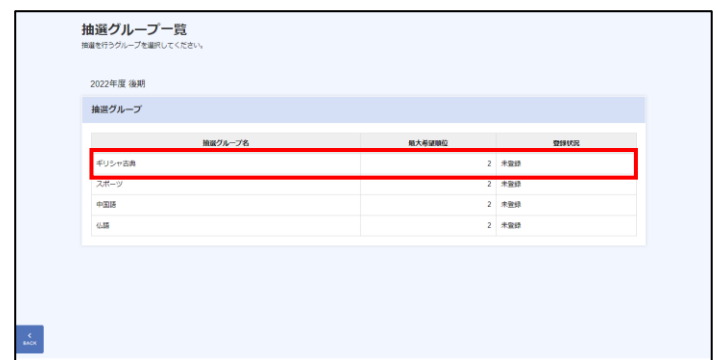 抽選グループ一覧
抽選を行うグループを選択してください。
2022年度 後期
抽選グループ
抽選グループ名 最大希望順位 登録状況
ギリシャ古典 2 未登録
スポーツ 2 未登録
中国語 2 未登録
仏語 2 未登録
BACK